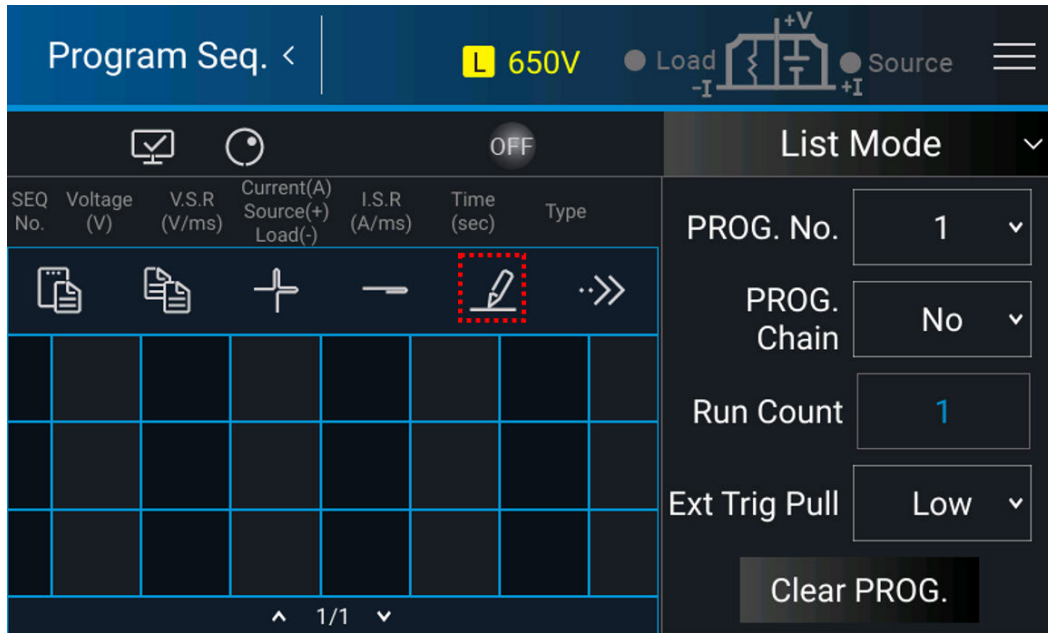 Program Seq. <
L 650V
Load
-I
+V
+I
Source
OFF
List Mode
SEQ No.
Voltage (V)
V.S.R (V/ms)
Current(A) Source(+) Load(-)
I.S.R (A/ms)
Time (sec)
Type
PROG. No.
1
PROG. Chain
No
Run Count
1
Ext Trig Pull
Low
Clear PROG.
1/1